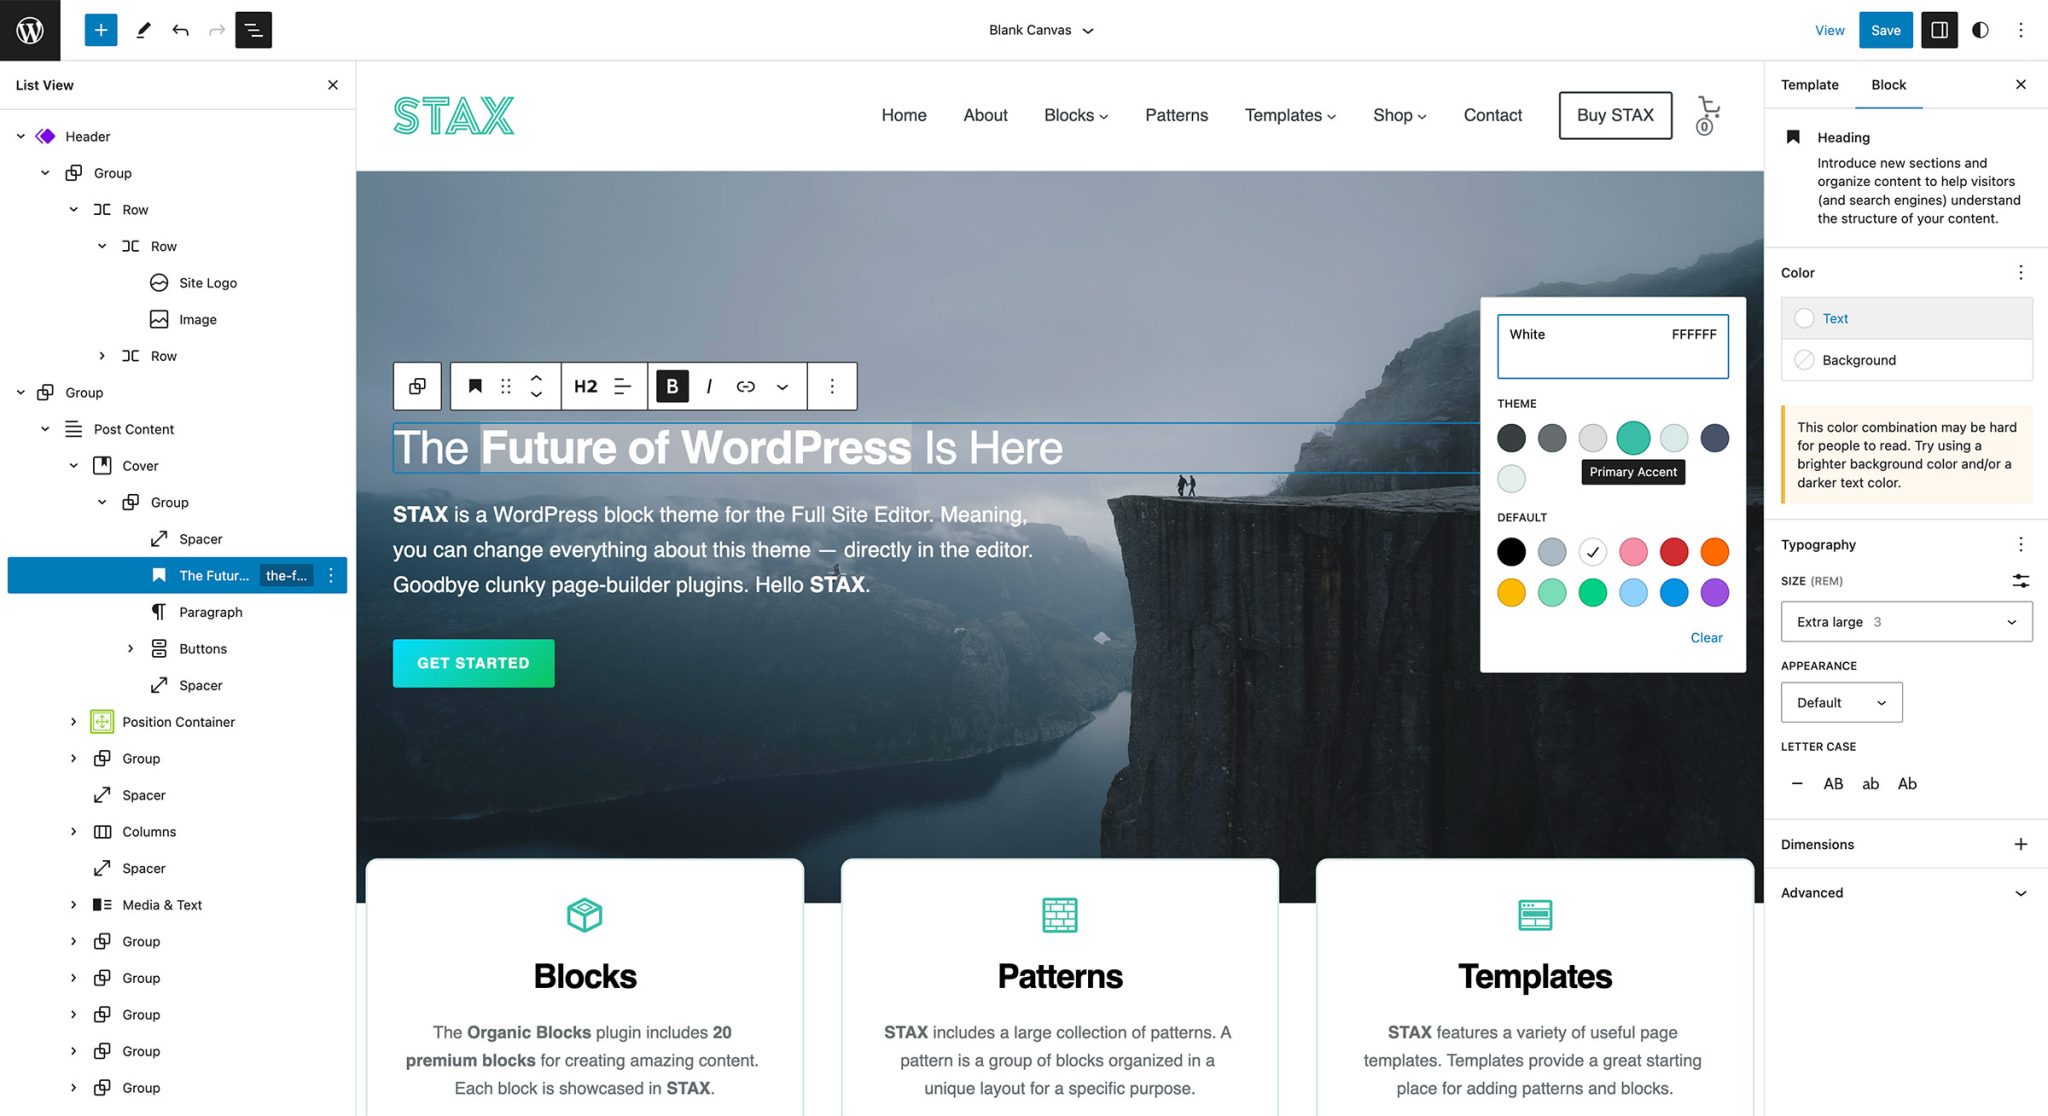 Blank Canvas
View
Save
List View
Header
Group
Row
Row
Site Logo
Image
Row
Group
Post Content
Cover
Group
Spacer
The Futur...
the-f...
Paragraph
Buttons
Spacer
Position Container
Group
Spacer
Columns
Spacer
Media & Text
Group
Group
Group
Group
Group
STAX
Home
About
Blocks
Patterns
Templates
Shop
Contact
Buy STAX
0
H2
B
I
The Future of WordPress Is Here
STAX is a WordPress block theme for the Full Site Editor. Meaning,
you can change everything about this theme — directly in the editor.
Goodbye clunky page-builder plugins. Hello STAX.
GET STARTED
White
FFFFFF
THEME
Primary Accent
DEFAULT
Clear
Blocks
The Organic Blocks plugin includes 20
premium blocks for creating amazing content.
Each block is showcased in STAX.
Patterns
STAX includes a large collection of patterns. A
pattern is a group of blocks organized in a
unique layout for a specific purpose.
Templates
STAX features a variety of useful page
templates. Templates provide a great starting
place for adding patterns and blocks.
Template
Block
Heading
Introduce new sections and
organize content to help visitors
(and search engines) understand
the structure of your content.
Color
Text
Background
This color combination may be hard
for people to read. Try using a
brighter background color and/or a
darker text color.
Typography
SIZE (REM)
Extra large 3
APPEARANCE
Default
LETTER CASE
– AB ab Ab
Dimensions
Advanced